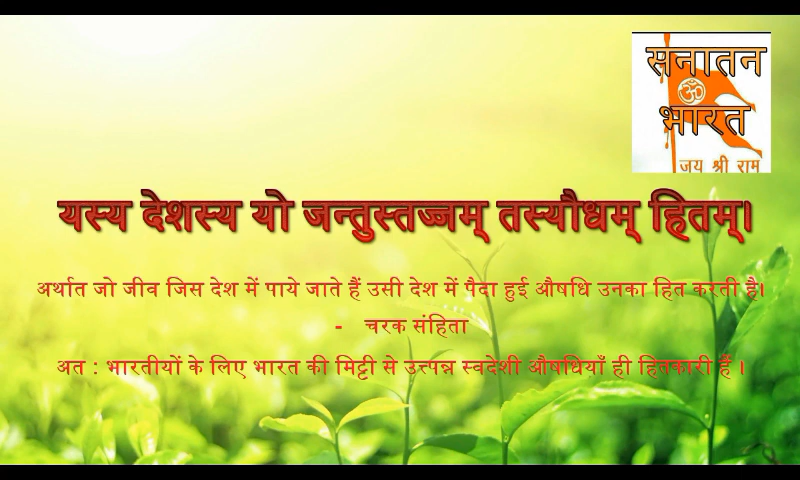 सनातन
भारत
जय श्री राम
यस्य देशस्य यो जन्तुस्तज्जम् तस्यौधम् हितम्।
अर्थात जो जीव जिस देश में पाये जाते हैं उसी देश में पैदा हुई औषधि उनका हित करती है।
- चरक संहिता
अत : भारतीयों के लिए भारत की मिट्टी से उत्त्पन्न स्वदेशी औषधियाँ ही हितकारी हैं ।